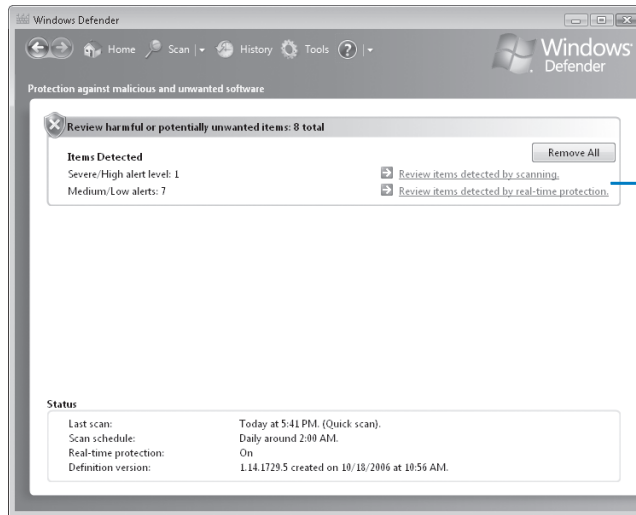 Windows Defender
Home Scan History Tools ?
Windows
Defender
Protection against malicious and unwanted software
Review harmful or potentially unwanted items: 8 total
Items Detected
Remove All
Severe/High alert level: 1
Review items detected by scanning.
Medium/Low alerts: 7
Review items detected by real-time protection.
Status
Last scan: Today at 5:41 PM. (Quick scan).
Scan schedule: Daily around 2:00 AM.
Real-time protection: On
Definition version: 1.14.1729.5 created on 10/18/2006 at 10:56 AM.